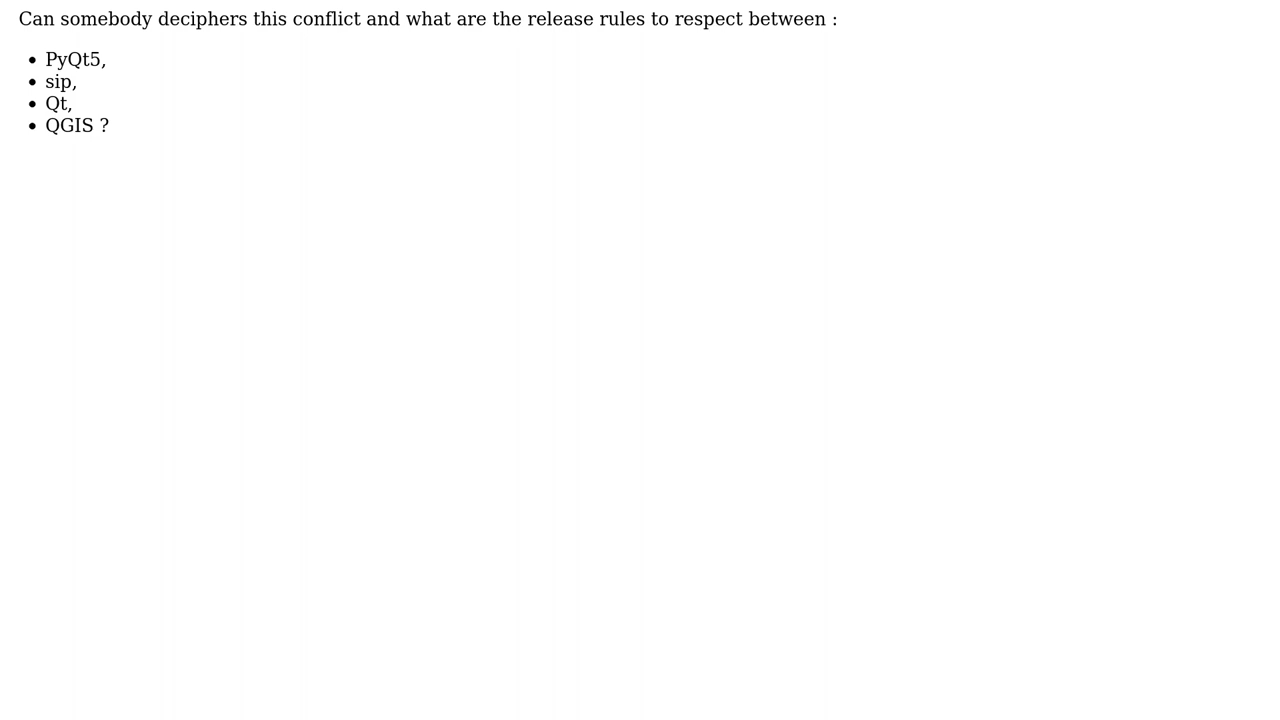 Can somebody deciphers this conflict and what are the release rules to respect between :
• PyQt5,
• sip,
• Qt,
• QGIS ?